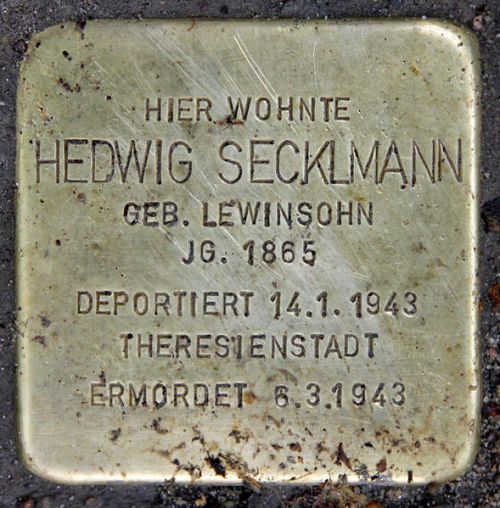 HIER WOHNTE
HEDWIG SECKLMANN
GEB. LEWINSOHN
JG. 1865
DEPORTIERT 14.1.1943
THERESIENSTADT
ERMORDET 6.3.1943